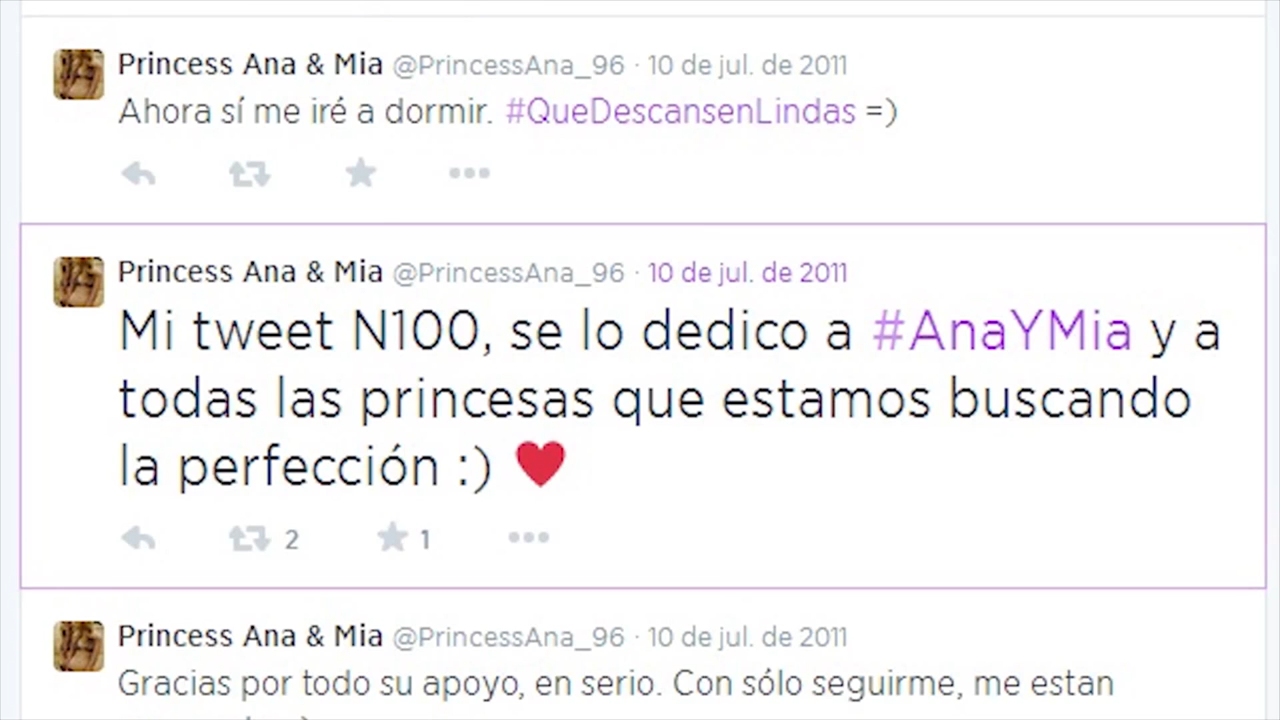 Princess Ana & Mia @PrincessAna_96 · 10 de jul. de 2011
Ahora sí me iré a dormir. #QueDescansenLindas =)
Princess Ana & Mia @PrincessAna_96 · 10 de jul. de 2011
Mi tweet N100, se lo dedico a #AnaYMia y a
todas las princesas que estamos buscando
la perfección :) ♥
2 1
Princess Ana & Mia @PrincessAna_96 · 10 de jul. de 2011
Gracias por todo su apoyo, en serio. Con sólo seguirme, me estan